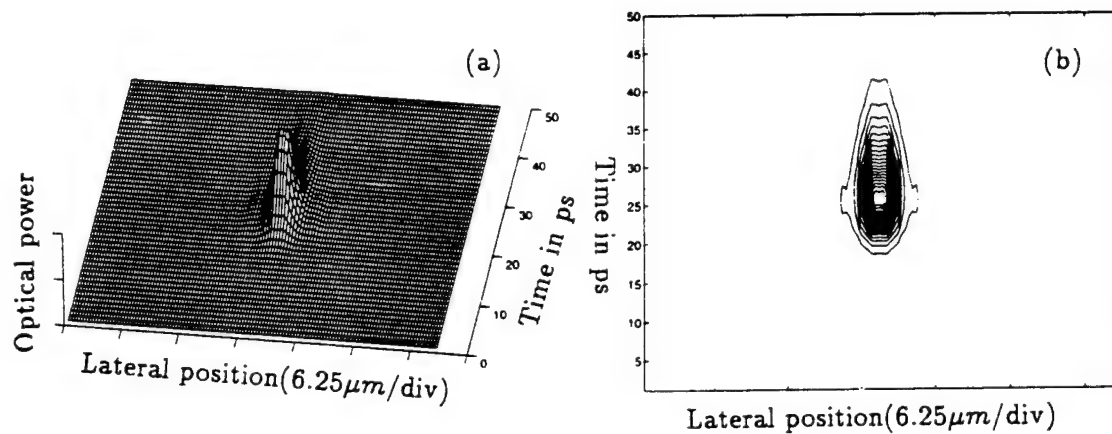 (a)
50
40
30
20
10
0
Time in ps
Optical power
Lateral position(6.25μm/div)
(b)
50
45
40
35
30
25
20
15
10
5
Time in ps
Lateral position(6.25μm/div)